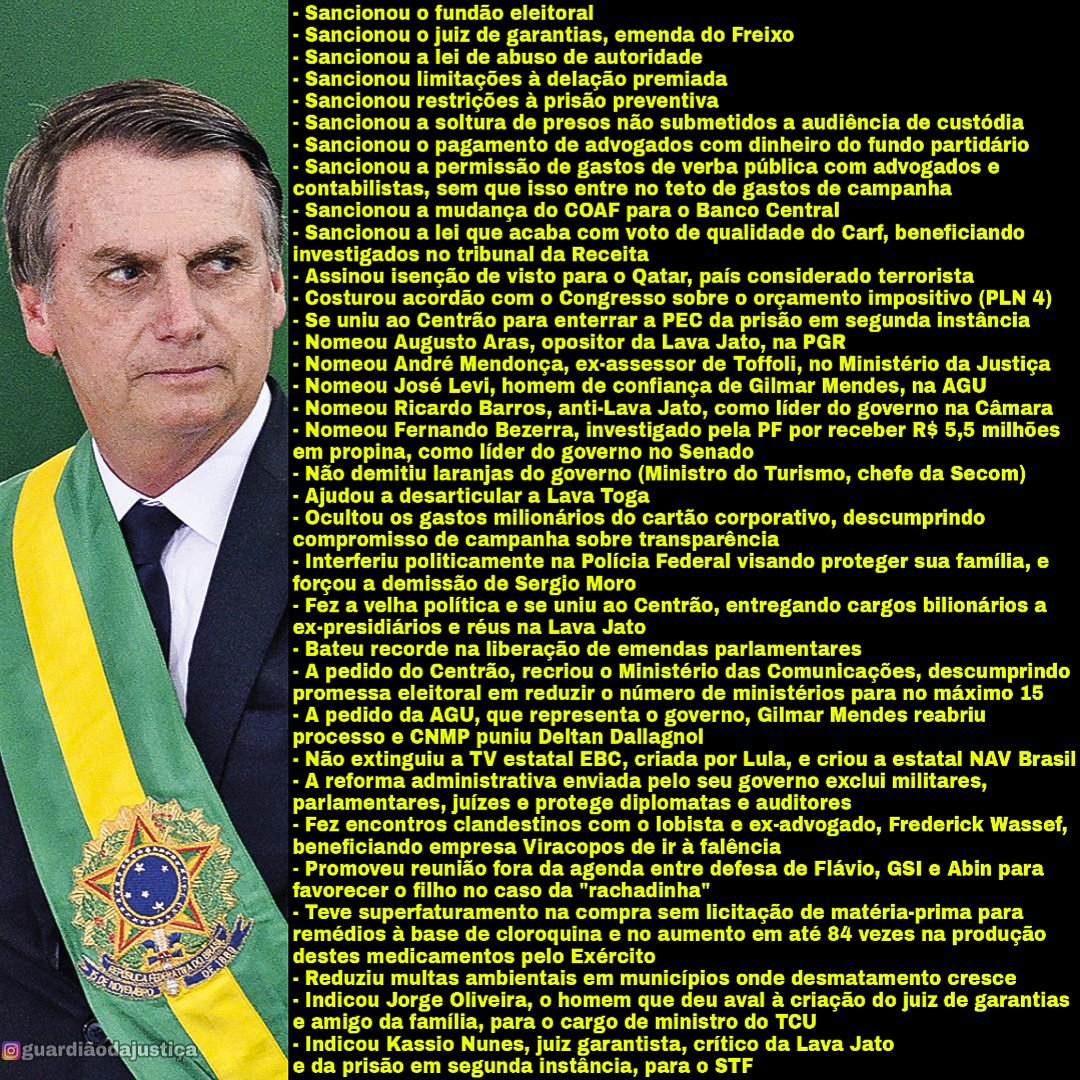 - Sancionou o fundão eleitoral
- Sancionou o juiz de garantias, emenda do Freixo
- Sancionou a lei de abuso de autoridade
- Sancionou limitações à delação premiada
- Sancionou restrições à prisão preventiva
- Sancionou a soltura de presos não submetidos a audiência de custódia
- Sancionou o pagamento de advogados com dinheiro do fundo partidário
- Sancionou a permissão de gastos de verba pública com advogados e
contabilistas, sem que isso entre no teto de gastos de campanha
- Sancionou a mudança do COAF para o Banco Central
- Sancionou a lei que acaba com voto de qualidade do Carf, beneficiando
investigados no tribunal da Receita
- Assinou isenção de visto para o Qatar, país considerado terrorista
- Costurou acordão com o Congresso sobre o orçamento impositivo (PLN 4)
- Se uniu ao Centrão para enterrar a PEC da prisão em segunda instância
- Nomeou Augusto Aras, opositor da Lava Jato, na PGR
- Nomeou André Mendonça, ex-assessor de Toffoli, no Ministério da Justiça
- Nomeou José Levi, homem de confiança de Gilmar Mendes, na AGU
- Nomeou Ricardo Barros, anti-Lava Jato, como líder do governo na Câmara
- Nomeou Fernando Bezerra, investigado pela PF por receber R$ 5,5 milhões
em propina, como líder do governo no Senado
- Não demitiu laranjas do governo (Ministro do Turismo, chefe da Secom)
- Ajudou a desarticular a Lava Toga
- Ocultou os gastos milionários do cartão corporativo, descumprindo
compromisso de campanha sobre transparência
- Interferiu politicamente na Polícia Federal visando proteger sua família, e
forçou a demissão de Sergio Moro
- Fez a velha política e se uniu ao Centrão, entregando cargos bilionários a
ex-presidiários e réus na Lava Jato
- Bateu recorde na liberação de emendas parlamentares
- A pedido do Centrão, recriou o Ministério das Comunicações, descumprindo
promessa eleitoral em reduzir o número de ministérios para no máximo 15
- A pedido da AGU, que representa o governo, Gilmar Mendes reabriu
processo e CNMP puniu Deltan Dallagnol
- Não extinguiu a TV estatal EBC, criada por Lula, e criou a estatal NAV Brasil
- A reforma administrativa enviada pelo seu governo exclui militares,
parlamentares, juízes e protege diplomatas e auditores
- Fez encontros clandestinos com o lobista e ex-advogado, Frederick Wassef,
beneficiando empresa Viracopos de ir à falência
- Promoveu reunião fora da agenda entre defesa de Flávio, GSI e Abin para
favorecer o filho no caso da "rachadinha"
- Teve superfaturamento na compra sem licitação de matéria-prima para
remédios à base de cloroquina e no aumento em até 84 vezes na produção
destes medicamentos pelo Exército
- Reduziu multas ambientais em municípios onde desmatamento cresce
- Indicou Jorge Oliveira, o homem que deu aval à criação do juiz de garantias
e amigo da família, para o cargo de ministro do TCU
- Indicou Kassio Nunes, juiz garantista, crítico da Lava Jato
e da prisão em segunda instância, para o STF
REPÚBLICA FEDERATIVA DO BRASIL
15 DE NOVEMBRO
DE 1889
guardiãodajustiça